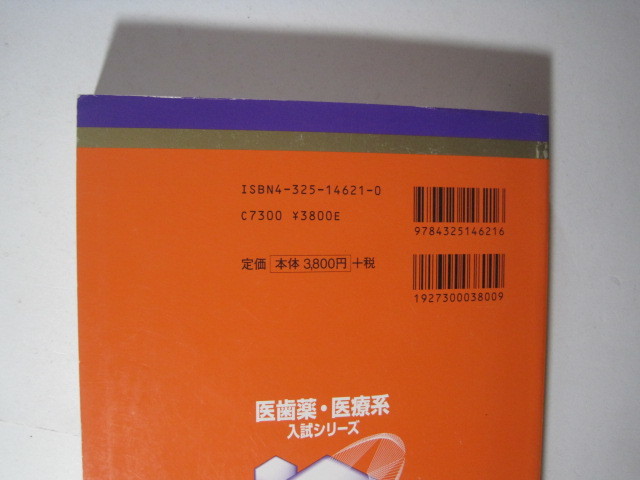 ISBN4-325-14621-0
C7300 ¥3800E
9784325146216
定価 本体 3,800円 +税
1927300038009
医歯薬・医療系
入試シリーズ